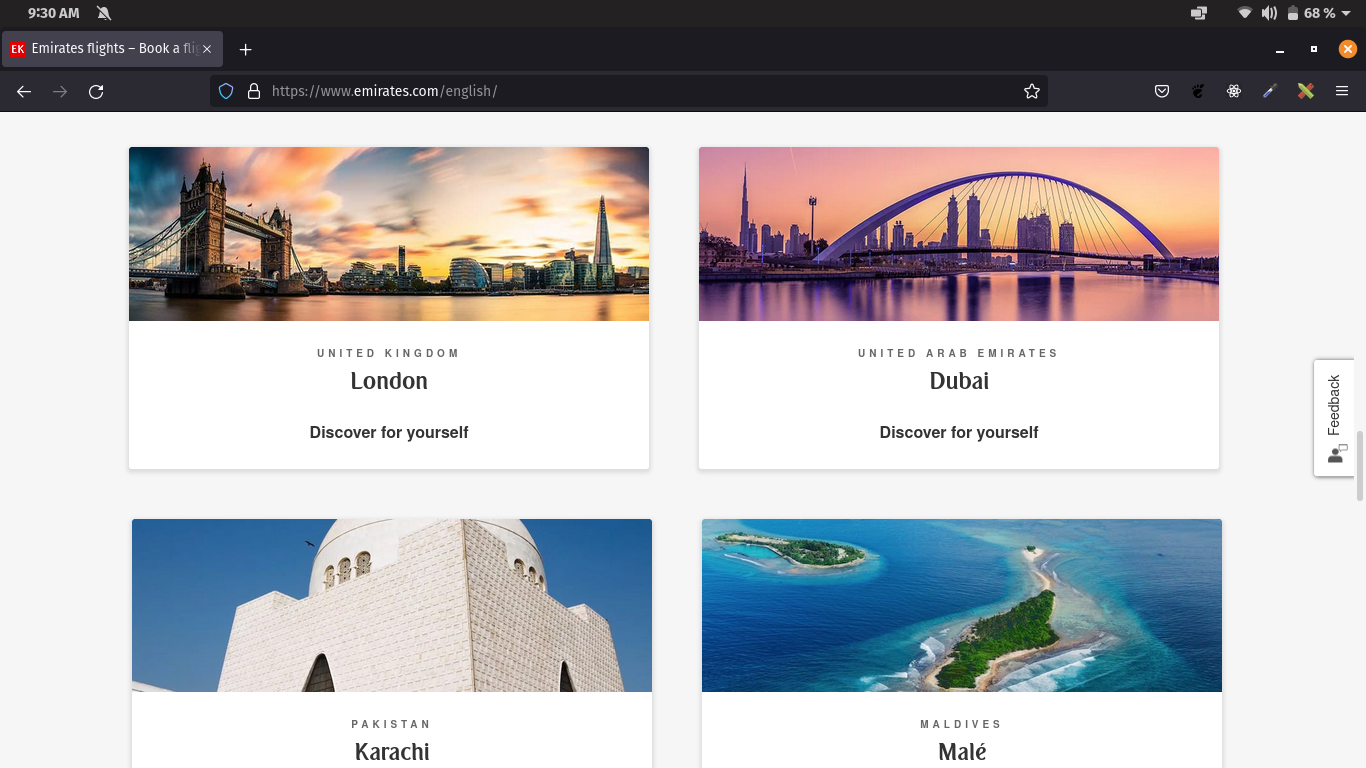 9:30 AM
68 %
EK Emirates flights – Book a flig
https://www.emirates.com/english/
UNITED KINGDOM
London
Discover for yourself
UNITED ARAB EMIRATES
Dubai
Discover for yourself
Feedback
PAKISTAN
Karachi
MALDIVES
Malé